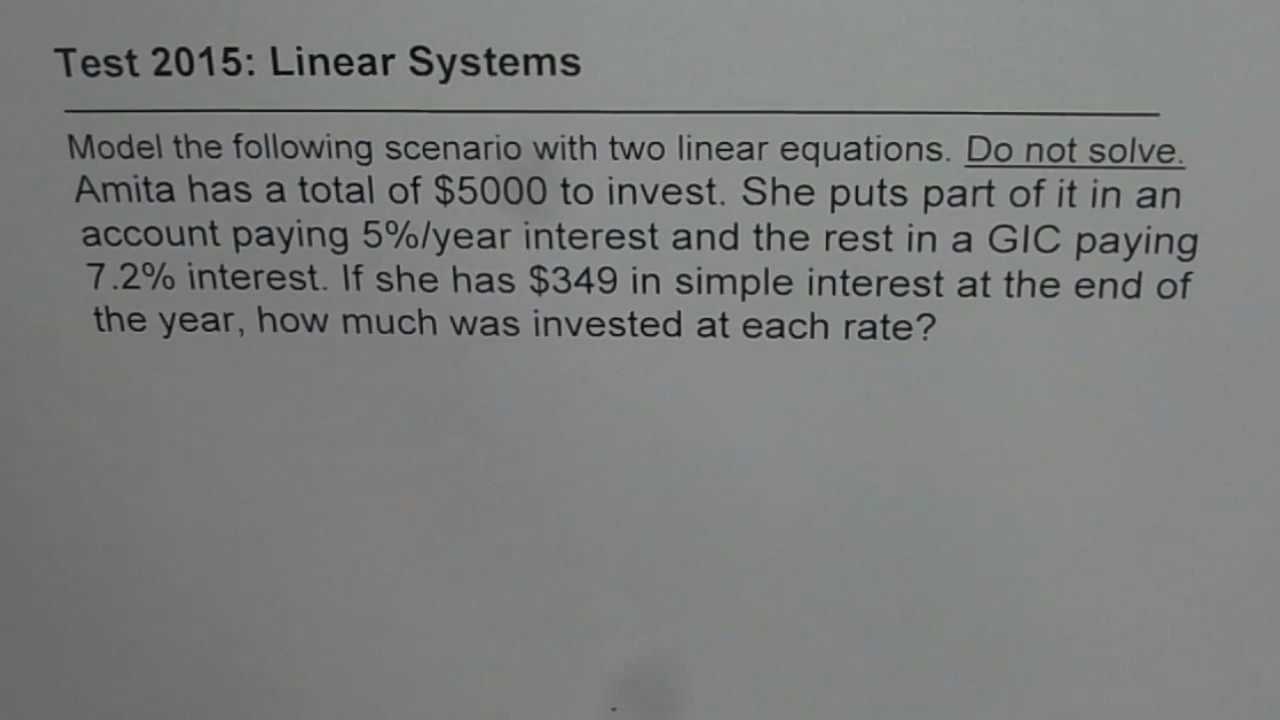 Test 2015: Linear Systems
Model the following scenario with two linear equations. Do not solve.
Amita has a total of $5000 to invest. She puts part of it in an
account paying 5%/year interest and the rest in a GIC paying
7.2% interest. If she has $349 in simple interest at the end of
the year, how much was invested at each rate?